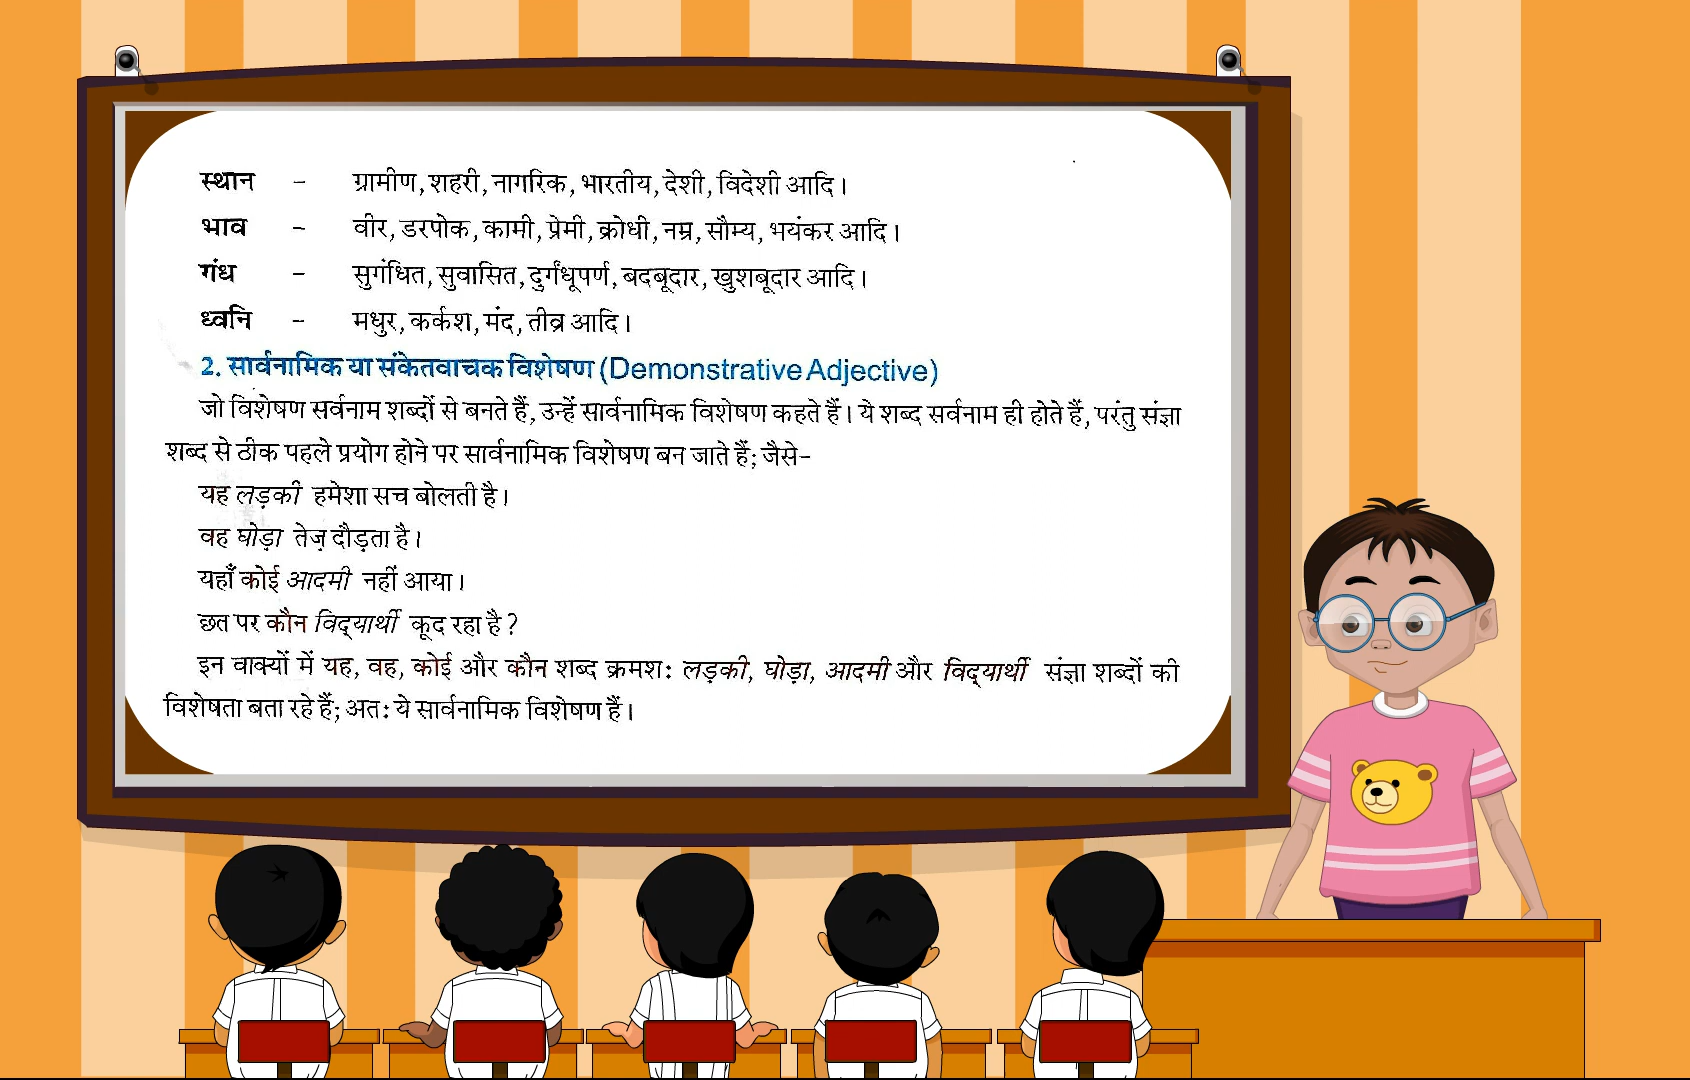 स्थान – ग्रामीण, शहरी, नागरिक, भारतीय, देशी, विदेशी आदि।
भाव – वीर, डरपोक, कामी, प्रेमी, क्रोधी, नम्र, सौम्य, भयंकर आदि।
गंध – सुगंधित, सुवासित, दुर्गंधूपर्ण, बदबूदार, खुशबूदार आदि।
ध्वनि – मधुर, कर्कश, मंद, तीव्र आदि।
2. सार्वनामिक या संकेतवाचक विशेषण (Demonstrative Adjective)
जो विशेषण सर्वनाम शब्दों से बनते हैं, उन्हें सार्वनामिक विशेषण कहते हैं। ये शब्द सर्वनाम ही होते हैं, परंतु संज्ञा
शब्द से ठीक पहले प्रयोग होने पर सार्वनामिक विशेषण बन जाते हैं; जैसे–
यह लड़की हमेशा सच बोलती है।
वह घोड़ा तेज़ दौड़ता है।
यहाँ कोई आदमी नहीं आया।
छत पर कौन विद्‌यार्थी कूद रहा है?
इन वाक्यों में यह, वह, कोई और कौन शब्द क्रमशः लड़की, घोड़ा, आदमी और विद्‌यार्थी संज्ञा शब्दों की
विशेषता बता रहे हैं; अतः ये सार्वनामिक विशेषण हैं।